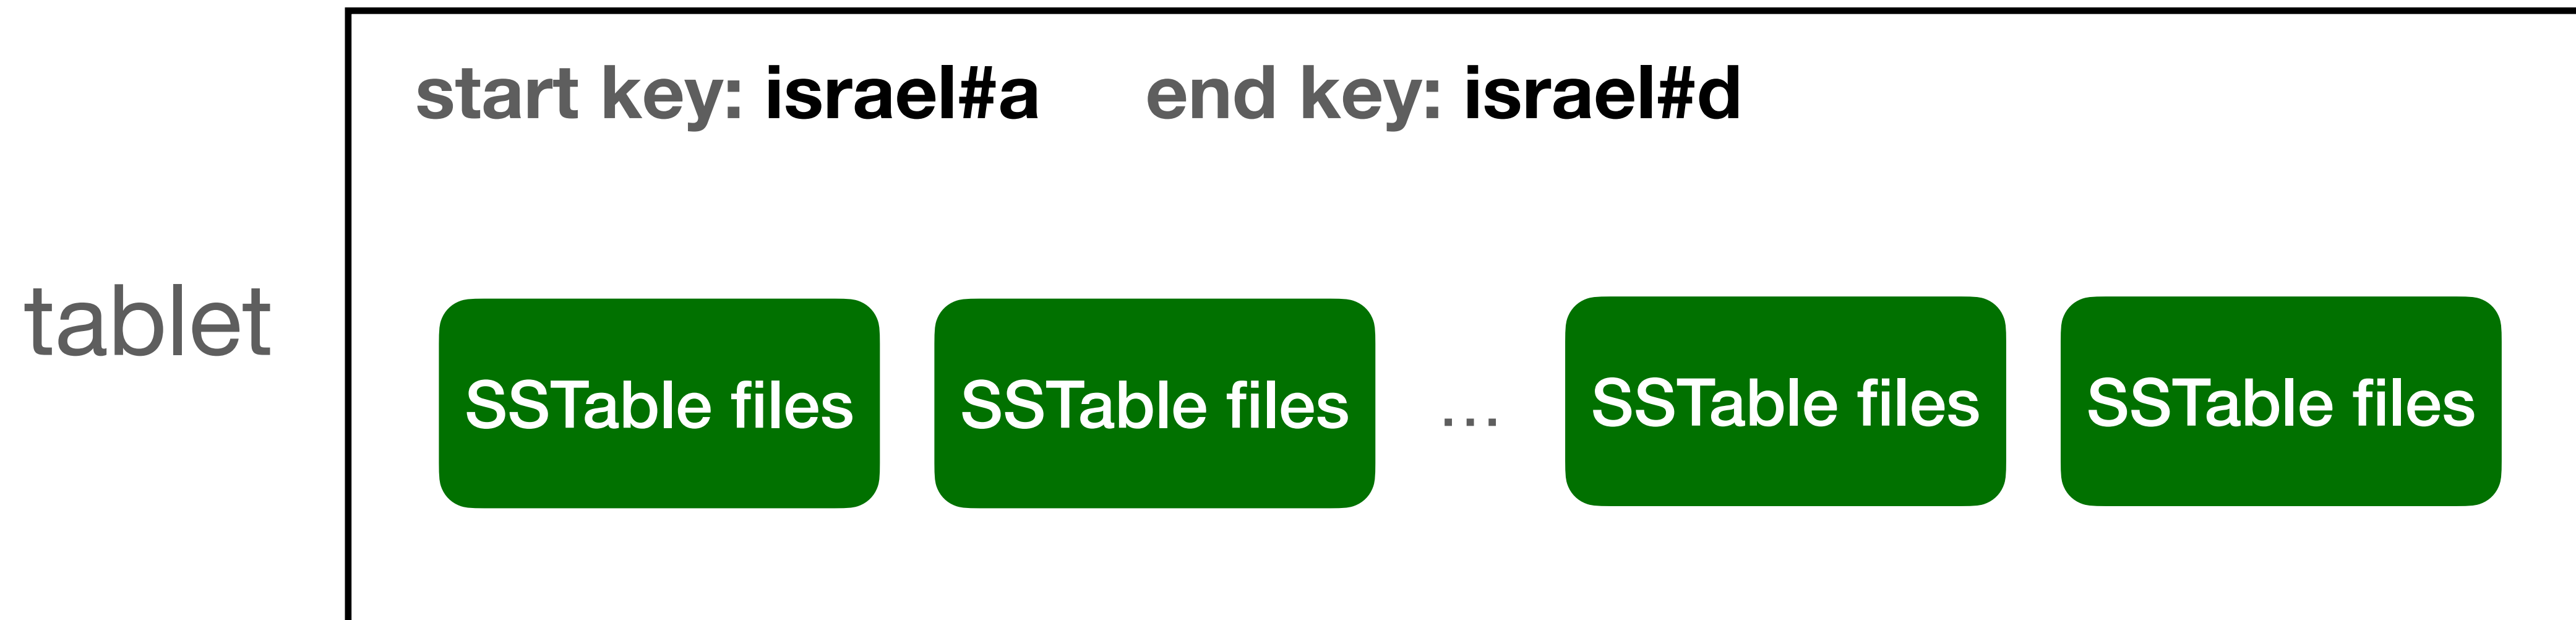 start key: israel#a end key: israel#d
tablet
SSTable files SSTable files ... SSTable files SSTable files